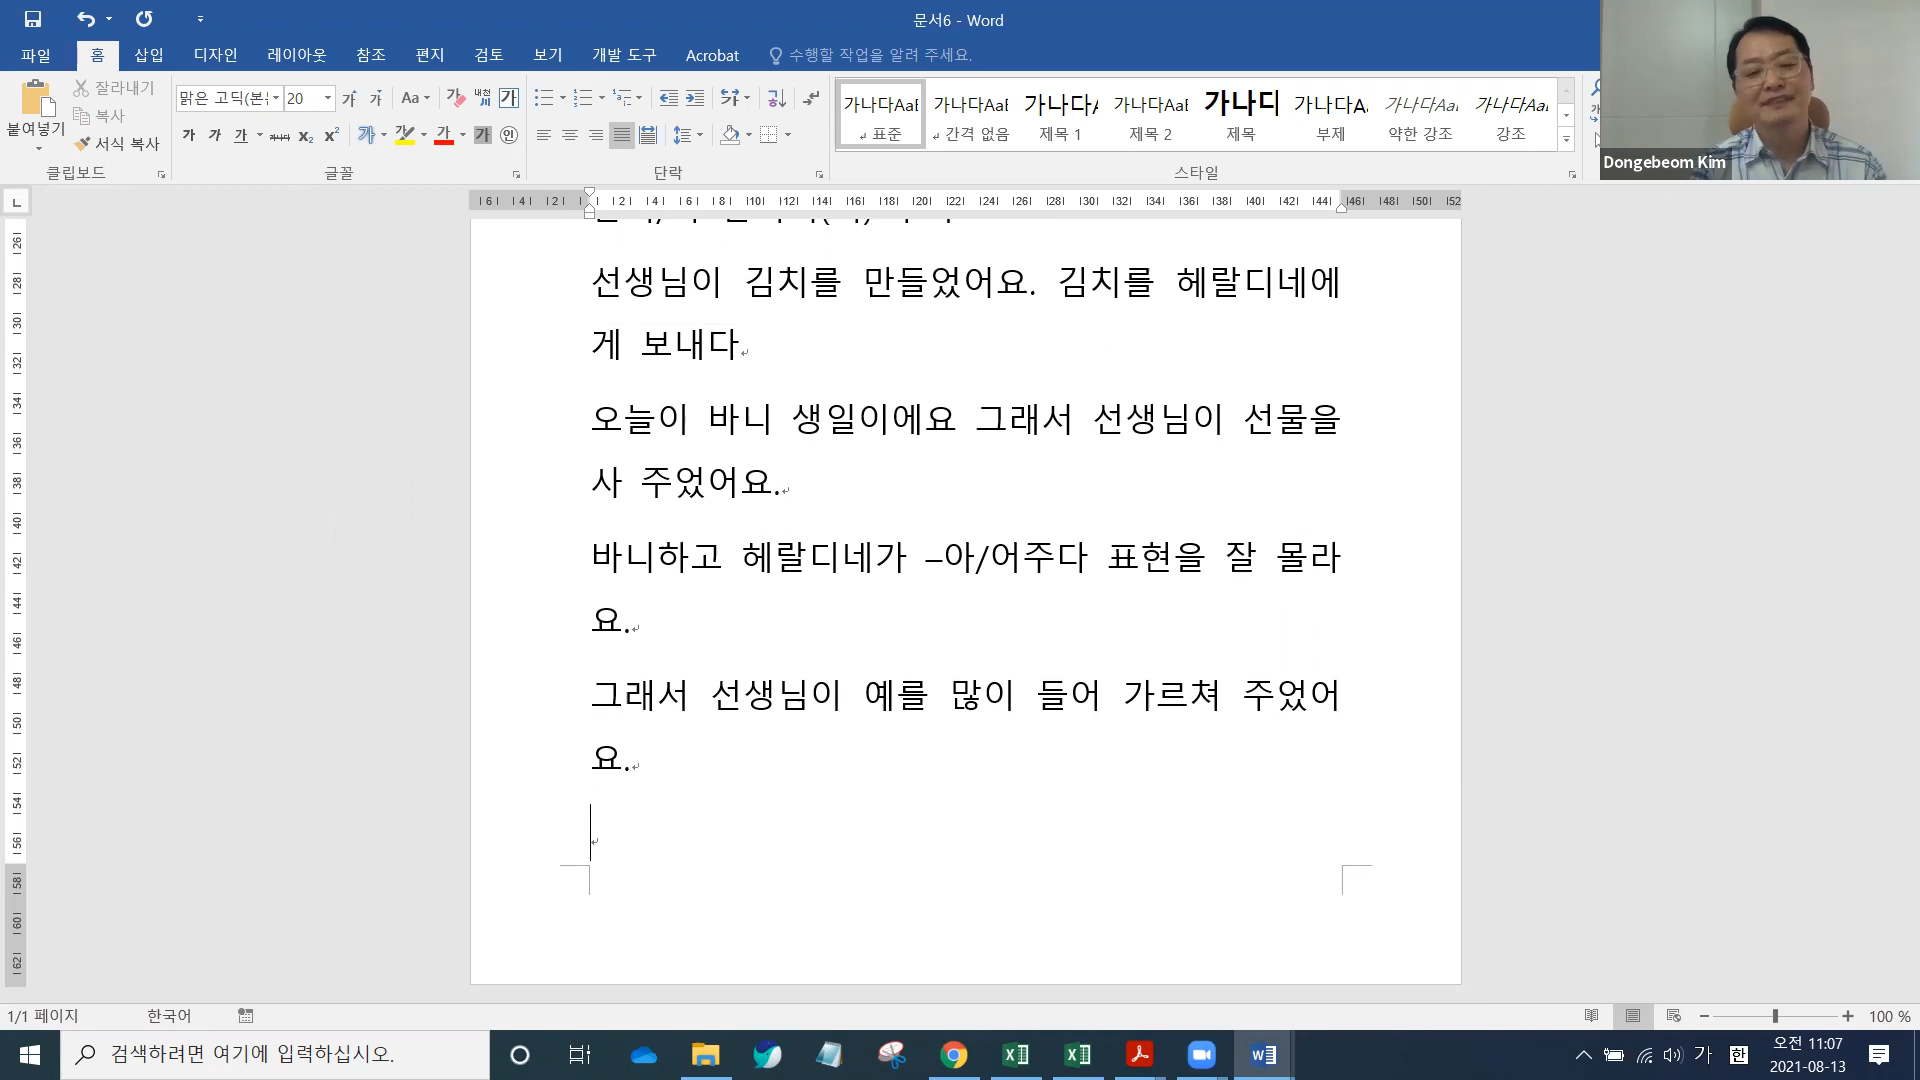 문서6 - Word
파일 홈 삽입 디자인 레이아웃 참조 편지 검토 보기 개발 도구 Acrobat 수행할 작업을 알려 주세요.
붙여넣기
잘라내기
복사
서식 복사
클립보드
20
글꼴
단락
표준 간격 없음 제목 1 제목 2 제목 부제 약한 강조 강조
스타일
Dongebeom Kim
선생님이 김치를 만들었어요. 김치를 헤랄디네에
게 보내다
오늘이 바니 생일이에요 그래서 선생님이 선물을
사 주었어요.
바니하고 헤랄디네가 –아/어주다 표현을 잘 몰라
요.
그래서 선생님이 예를 많이 들어 가르쳐 주었어
요.
1/1 페이지 한국어 100 %
검색하려면 여기에 입력하십시오.
가 한
오전 11:07
2021-08-13